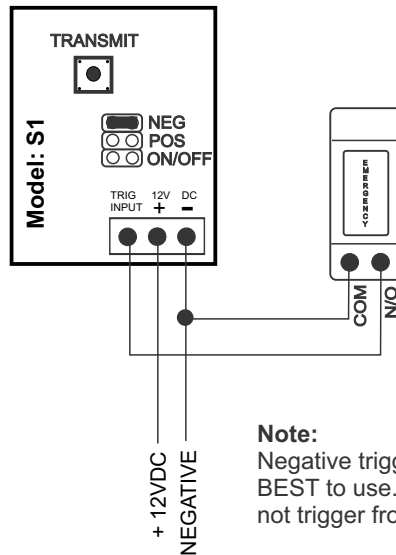 TRANSMIT
Model: S1
NEG
POS
ON/OFF
TRIG 12V DC
INPUT + -
EMERGENCY
COM
N/O
+ 12VDC
NEGATIVE
Note:
Negative trigg
BEST to use.
not trigger fro